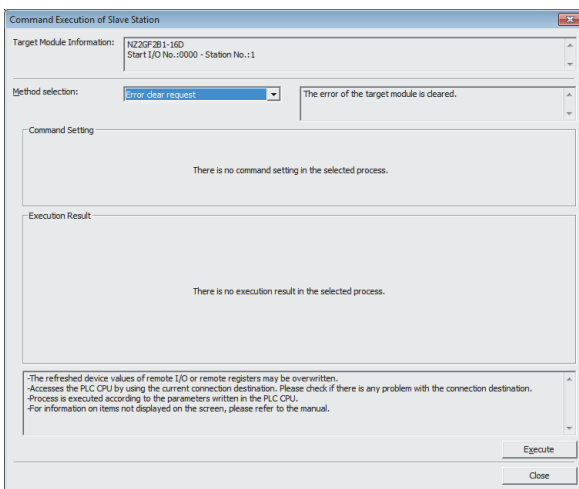 Command Execution of Slave Station
Target Module Information:
NZ2GF2B1-16D
Start I/O No.:0000 - Station No.:1
Method selection:
Error clear request
The error of the target module is cleared.
Command Setting
There is no command setting in the selected process.
Execution Result
There is no execution result in the selected process.
-The refreshed device values of remote I/O or remote registers may be overwritten.
-Accesses the PLC CPU by using the current connection destination. Please check if there is any problem with the connection destination.
-Process is executed according to the parameters written in the PLC CPU.
-For information on items not displayed on the screen, please refer to the manual.
Execute
Close